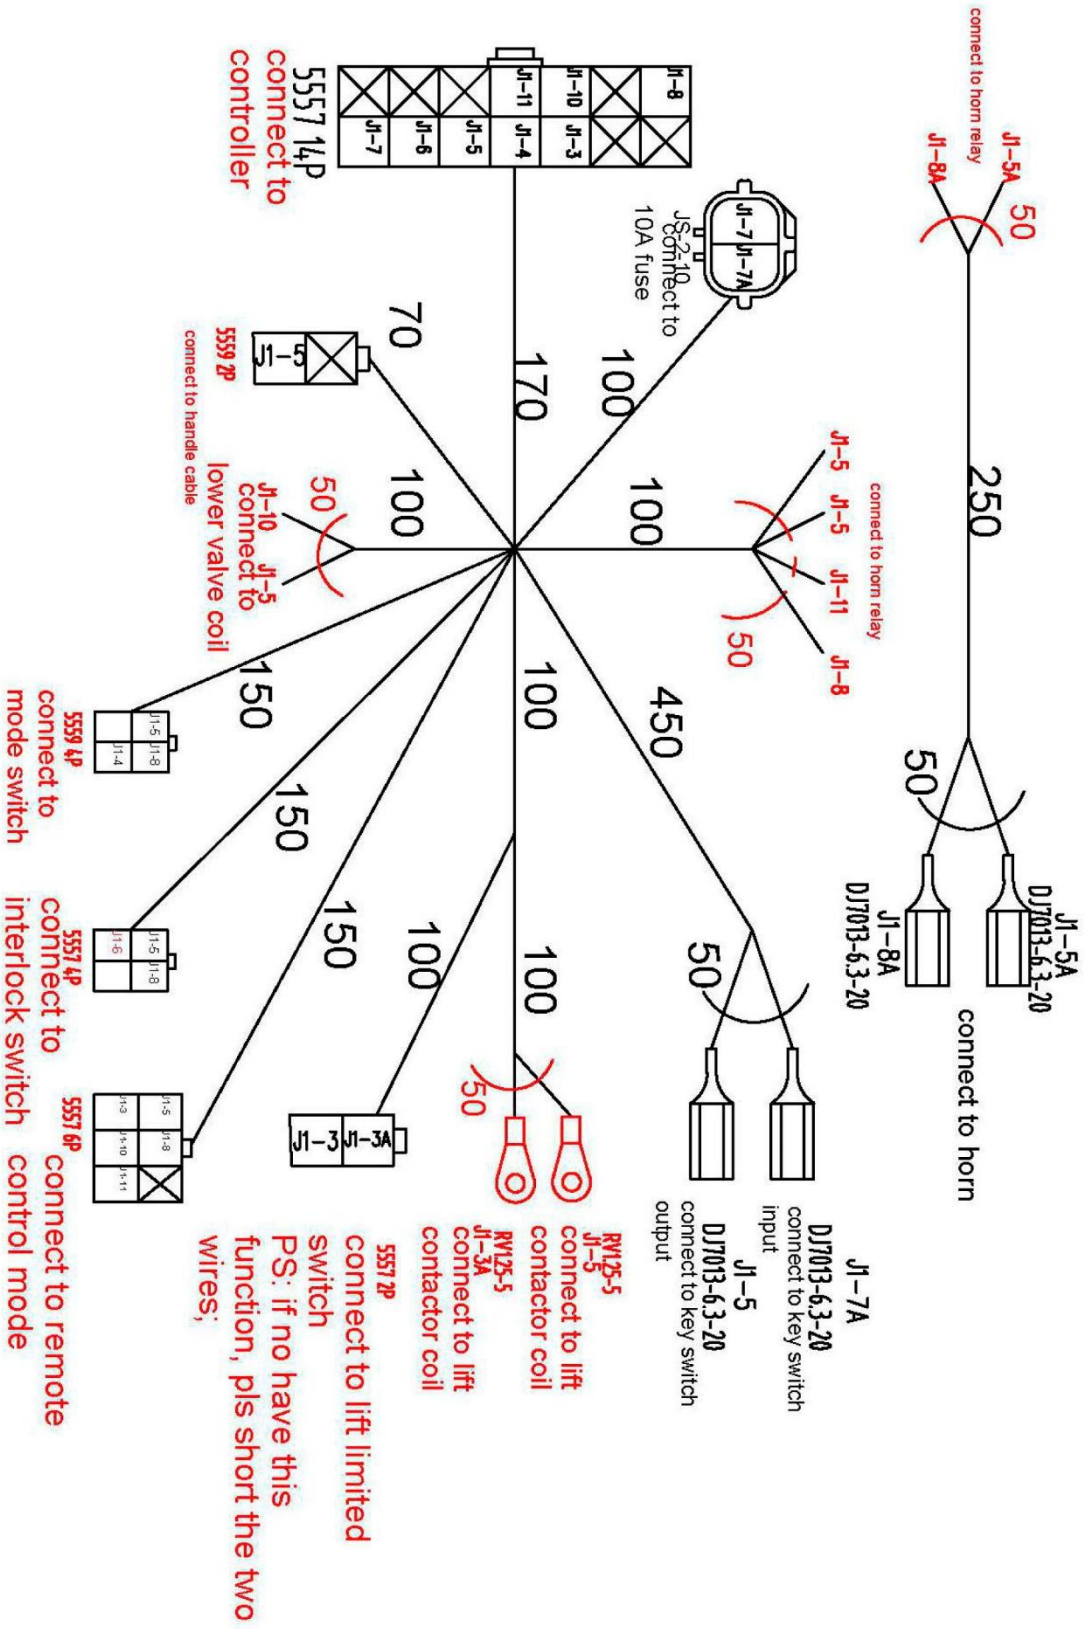 connect to horn relay
J1-5A
J1-8A
50
250
50
J1-5A
DJ7013-6.3-20
J1-8A
DJ7013-6.3-20
connect to horn
J1-8
J1-10
J1-11
J1-3
J1-4
J1-5
J1-6
J1-7
5557 14P
connect to
controller
J1-7
J1-7A
JS-2-10
connect to
10A fuse
100
170
70
J1-5
5559 2P
connect to handle cable
connect to horn relay
J1-5
J1-5
J1-11
J1-8
50
100
100
50
J1-10
J1-5
connect to
lower valve coil
450
50
J1-7A
DJ7013-6.3-20
connect to key switch
input
J1-5
DJ7013-6.3-20
connect to key switch
output
100
100
50
RV1.25-5
J1-5
connect to lift
contactor coil
RV1.25-5
J1-3A
connect to lift
contactor coil
100
J1-3A
J1-3
5557 2P
connect to lift limited
switch
PS: if no have this
function, pls short the two
wires;
150
J1-5
J1-8
J1-4
5559 4P
connect to
mode switch
150
J1-5
J1-8
J1-6
5557 4P
connect to
interlock switch
150
J1-5
J1-8
J1-3
J1-10
J1-11
5557 6P
connect to remote
control mode